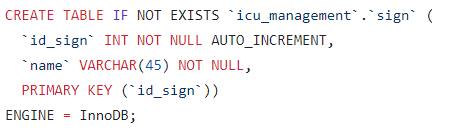 CREATE TABLE IF NOT EXISTS `icu_management`.`sign` (
`id_sign` INT NOT NULL AUTO_INCREMENT,
`name` VARCHAR(45) NOT NULL,
PRIMARY KEY (`id_sign`))
ENGINE = InnoDB;